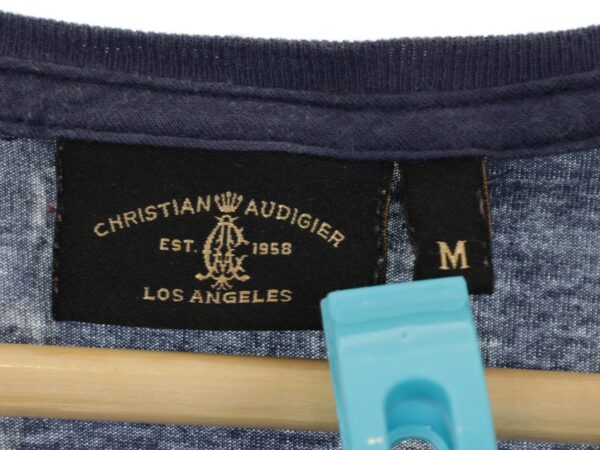 CHRISTIAN AUDIGIER
EST. 1958
LOS ANGELES
M